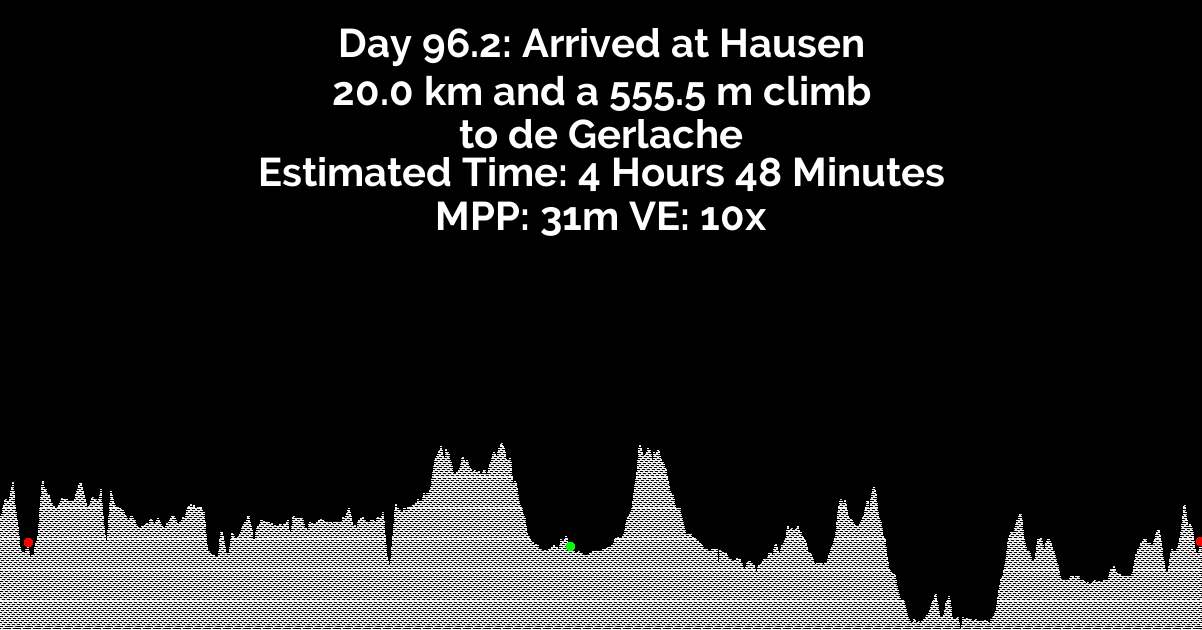 Day 96.2: Arrived at Hausen
20.0 km and a 555.5 m climb
to de Gerlache
Estimated Time: 4 Hours 48 Minutes
MPP: 31m VE: 10x